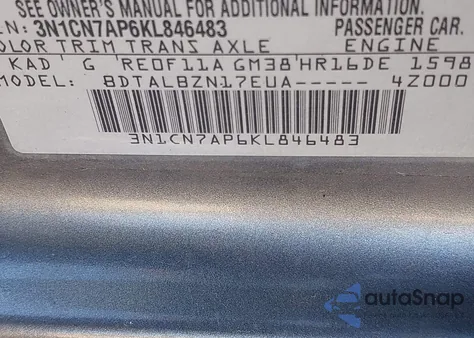 SEE OWNER'S MANUAL FOR ADDITIONAL INFORMATION.
LN: 3N1CN7AP6KL846483 PASSENGER CAR.
OLOR TRIM TRANS AXLE ENGINE
KAD G RE0F11A GM38 HR16DE 1598
MODEL: BDTALBZN17EUA----- 4Z000
3N1CN7AP6KL846483
autoSnap